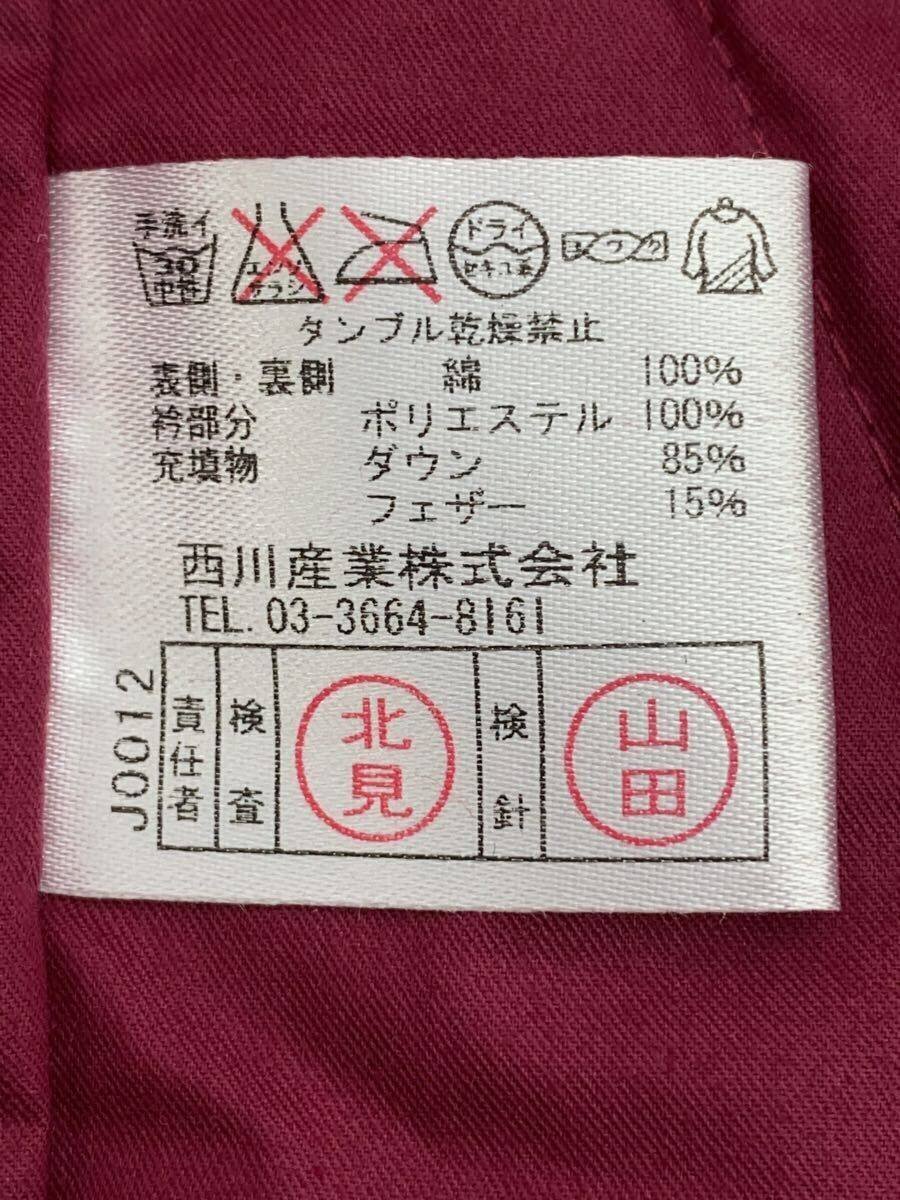 手洗イ
30
中性
エンソ
サラシ
ドライ
セキユ系
ヨワク
タンブル乾燥禁止
表側・裏側 綿 100%
衿部分 ポリエステル 100%
充填物 ダウン 85%
フェザー 15%
西川産業株式会社
TEL. 03-3664-8161
J0012
責任者
検査
北見
検針
山田